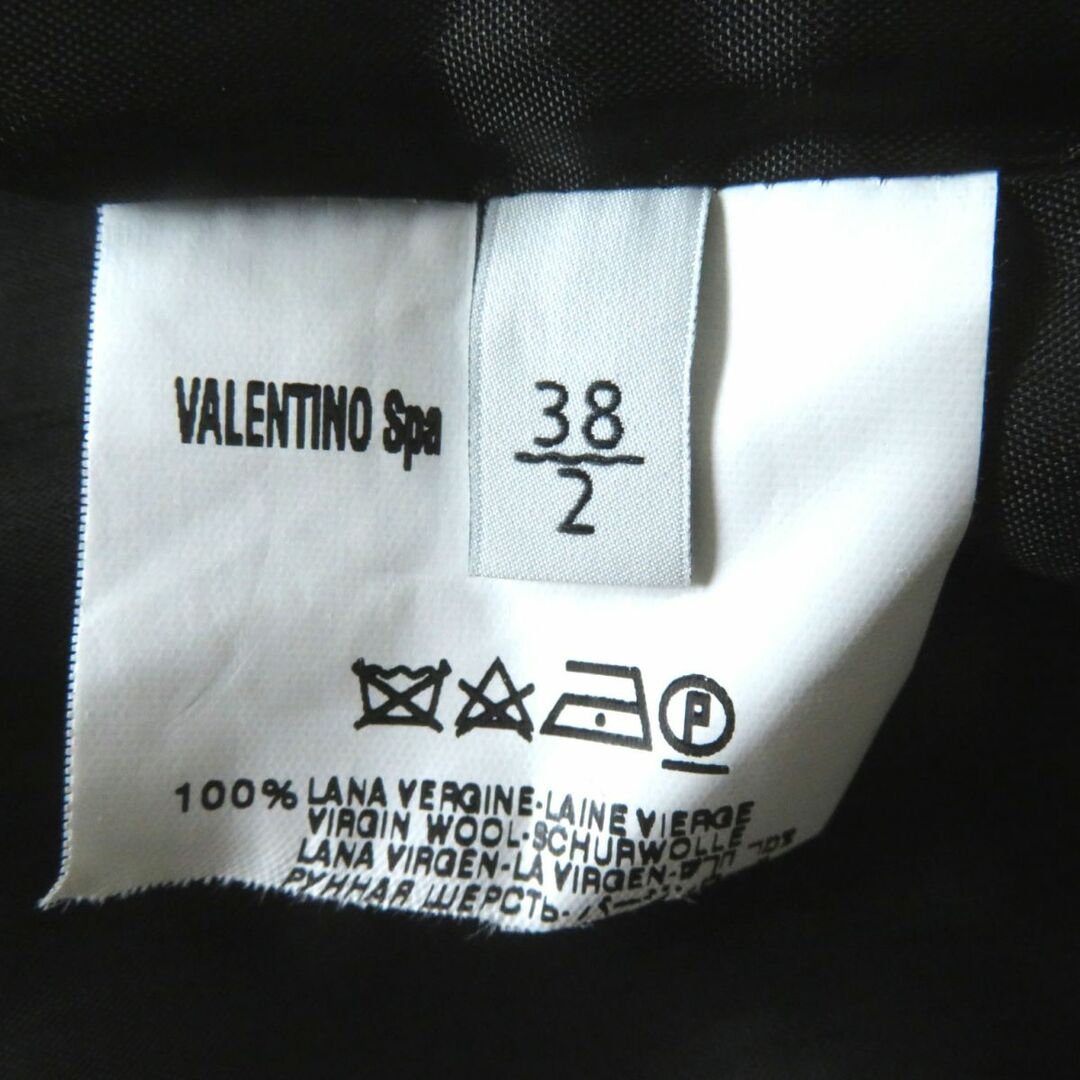 VALENTINO Spa
38
2
P
100% LANA VERGINE-LAINE VIERGE
VIRGIN WOOL-SCHURWOLLE
LANA VIRGEN-LA VIRGEN-
РУННАЯ ШЕРСТЬ-